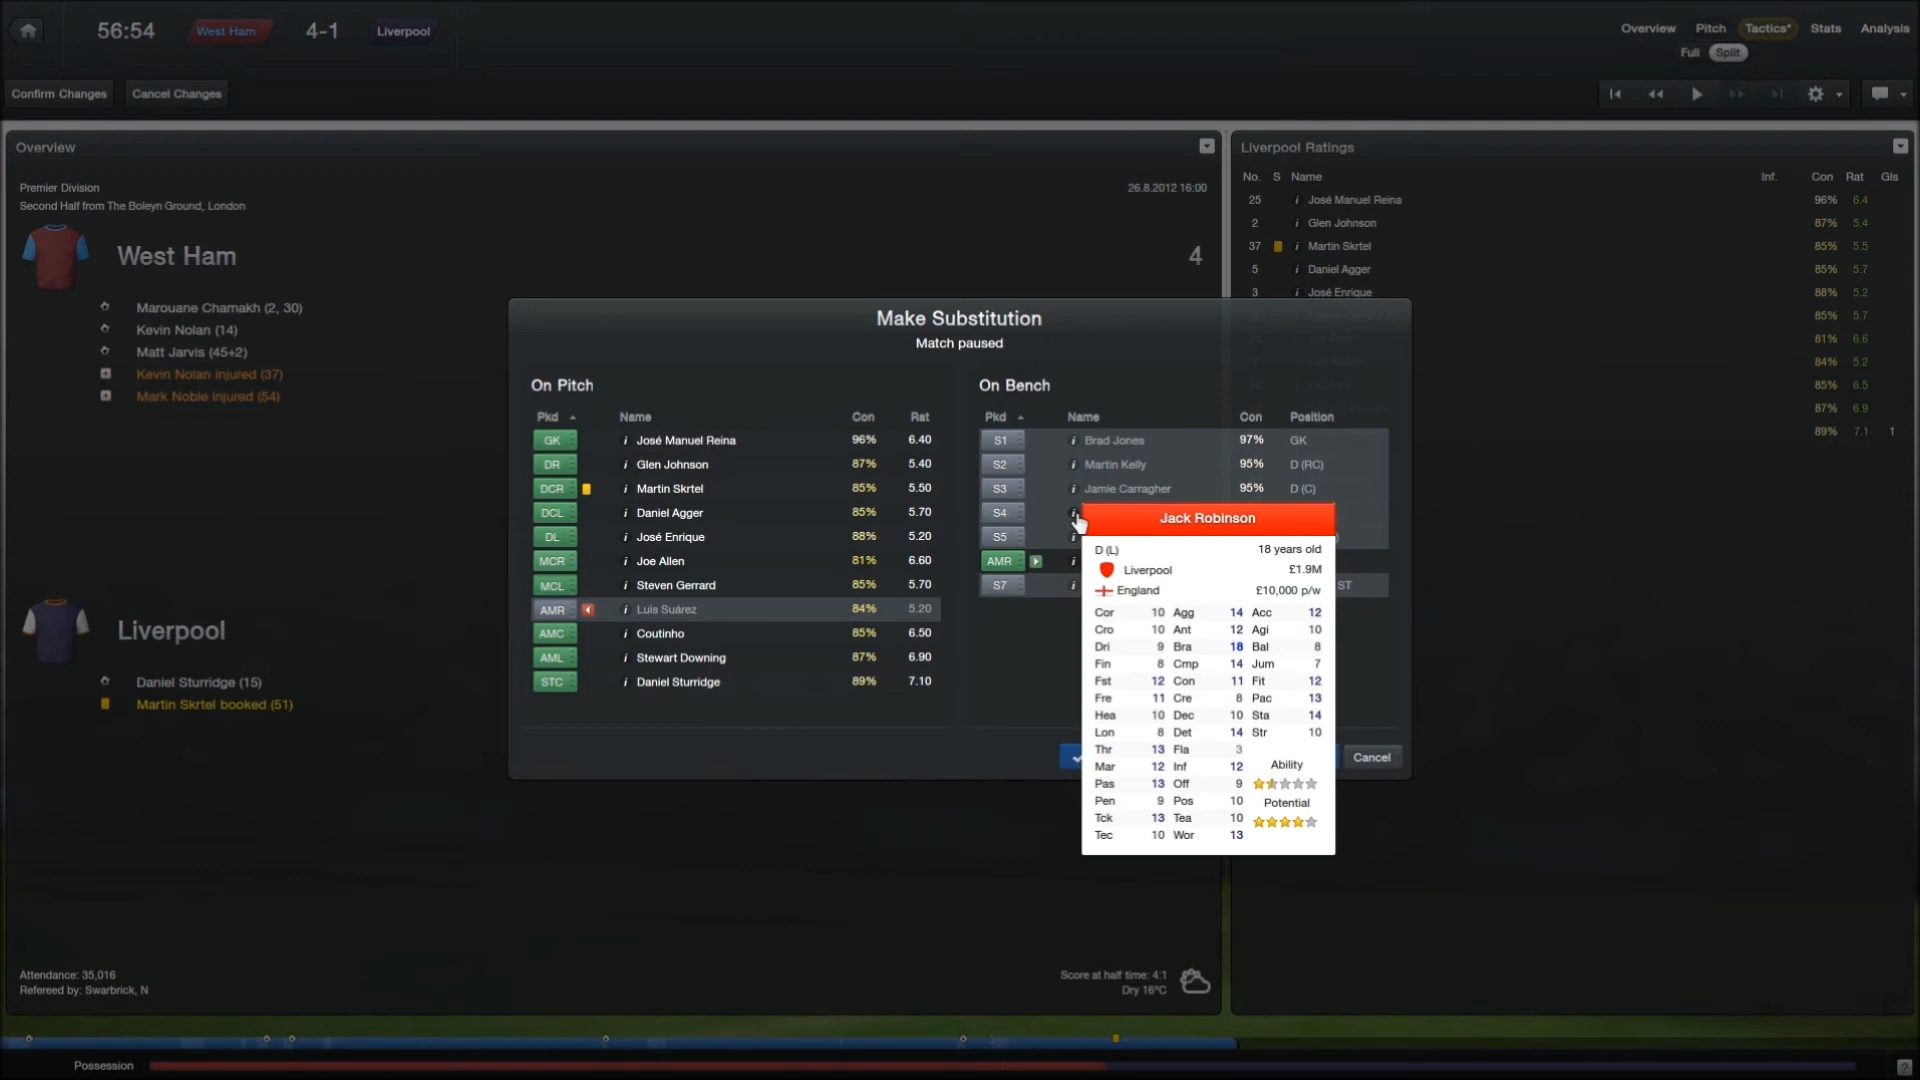 56:54 West Ham 4-1 Liverpool
Overview Pitch Tactics* Stats Analysis
Full Split
Confirm Changes Cancel Changes
Overview
Premier Division 26.8.2012 16:00
Second Half from The Boleyn Ground, London
West Ham 4
Marouane Chamakh (2, 30)
Kevin Nolan (14)
Matt Jarvis (45+2)
Kevin Nolan injured (37)
Mark Noble injured (54)
Liverpool
Daniel Sturridge (15)
Martin Skrtel booked (51)
Attendance: 35,016
Refereed by: Swarbrick, N
Score at half time: 4:1
Dry 16°C
Possession
Liverpool Ratings
No. S Name Inf. Con Rat Gls
25 i José Manuel Reina 96% 6.4
2 i Glen Johnson 87% 5.4
37 i Martin Skrtel 85% 5.5
5 i Daniel Agger 85% 5.7
3 i José Enrique 88% 5.2
85% 5.7
81% 6.6
84% 5.2
85% 6.5
87% 6.9
89% 7.1 1
Make Substitution
Match paused
On Pitch
Pkd Name Con Rat
GK i José Manuel Reina 96% 6.40
DR i Glen Johnson 87% 5.40
DCR i Martin Skrtel 85% 5.50
DCL i Daniel Agger 85% 5.70
DL i José Enrique 88% 5.20
MCR i Joe Allen 81% 6.60
MCL i Steven Gerrard 85% 5.70
AMR i Luis Suárez 84% 5.20
AMC i Coutinho 85% 6.50
AML i Stewart Downing 87% 6.90
STC i Daniel Sturridge 89% 7.10
On Bench
Pkd Name Con Position
S1 i Brad Jones 97% GK
S2 i Martin Kelly 95% D (RC)
S3 i Jamie Carragher 95% D (C)
S4 i
S5 i
AMR i
S7 i ST
Cancel
Jack Robinson
D (L) 18 years old
Liverpool £1.9M
England £10,000 p/w
Cor 10 Agg 14 Acc 12
Cro 10 Ant 12 Agi 10
Dri 9 Bra 18 Bal 8
Fin 8 Cmp 14 Jum 7
Fst 12 Con 11 Fit 12
Fre 11 Cre 8 Pac 13
Hea 10 Dec 10 Sta 14
Lon 8 Det 14 Str 10
Thr 13 Fla 3
Mar 12 Inf 12 Ability
Pas 13 Off 9
Pen 9 Pos 10 Potential
Tck 13 Tea 10
Tec 10 Wor 13